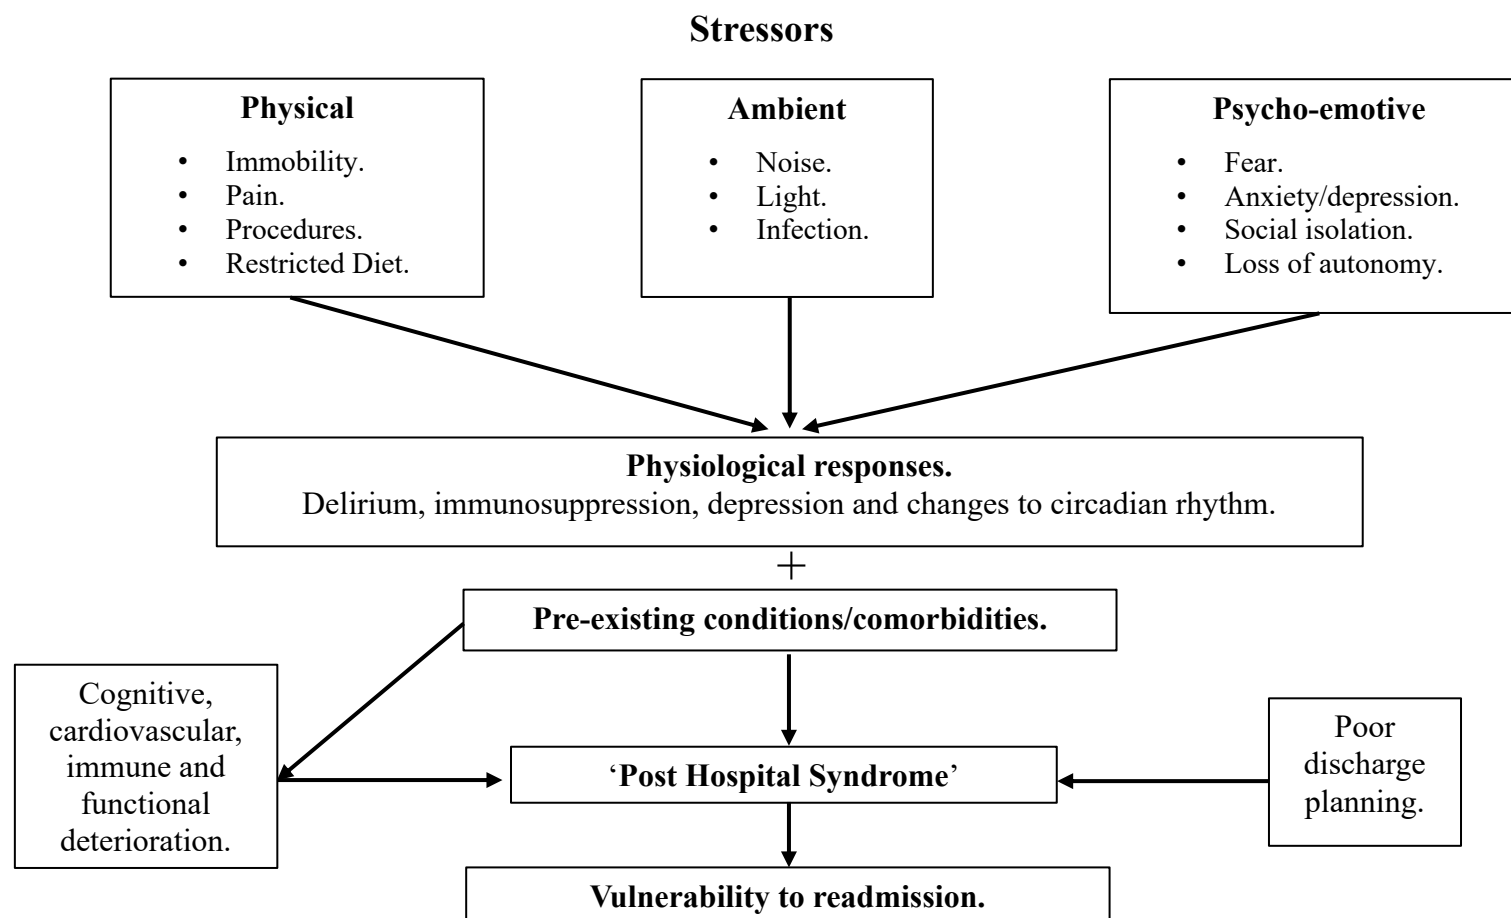 Stressors
Physical
• Immobility.
• Pain.
• Procedures.
• Restricted Diet.
Ambient
• Noise.
• Light.
• Infection.
Psycho-emotive
• Fear.
• Anxiety/depression.
• Social isolation.
• Loss of autonomy.
Physiological responses.
Delirium, immunosuppression, depression and changes to circadian rhythm.
+
Pre-existing conditions/comorbidities.
Cognitive,
cardiovascular,
immune and
functional
deterioration.
‘Post Hospital Syndrome’
Poor
discharge
planning.
Vulnerability to readmission.